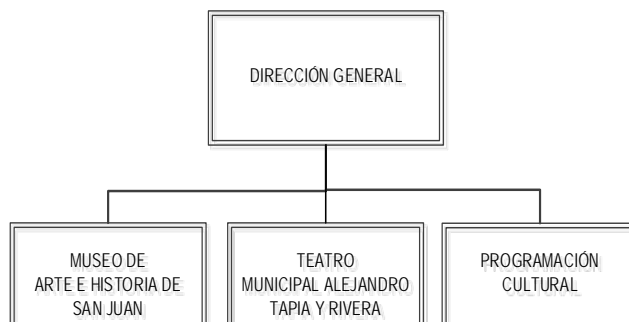 DIRECCIÓN GENERAL
MUSEO DE
ARTE E HISTORIA DE
SAN JUAN
TEATRO
MUNICIPAL ALEJANDRO
TAPIA Y RIVERA
PROGRAMACIÓN
CULTURAL